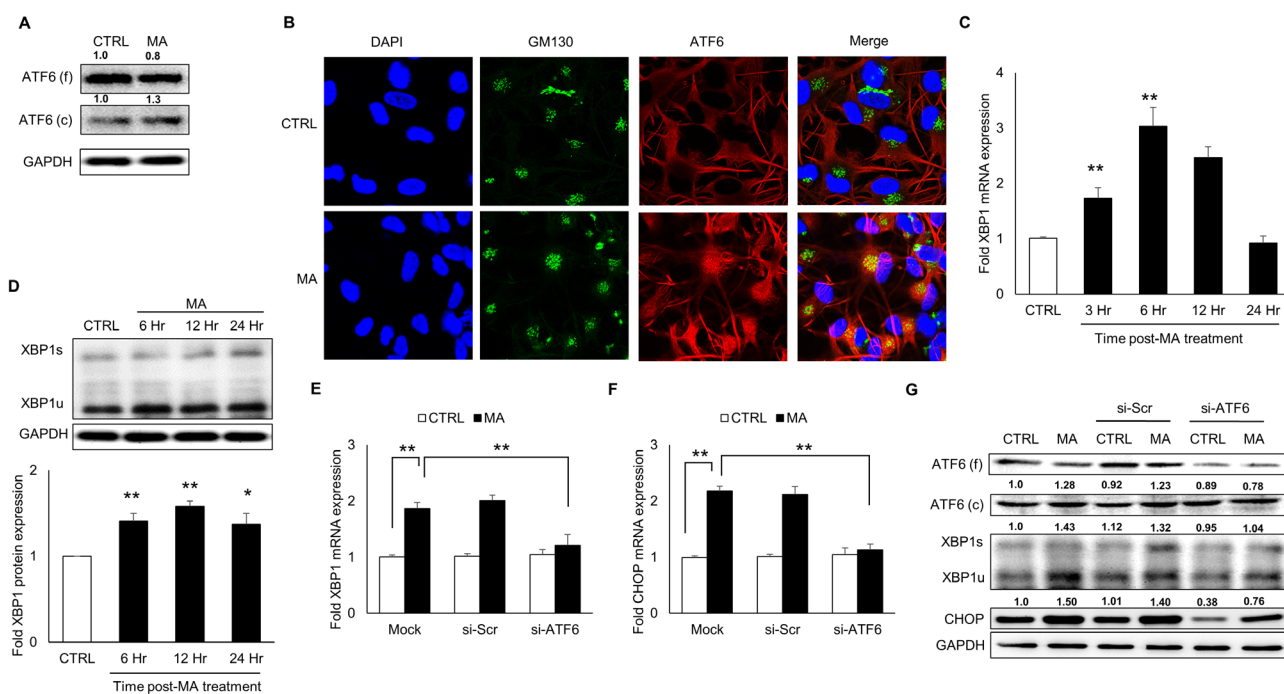 A
CTRL MA
1.0 0.8
ATF6 (f)
1.0 1.3
ATF6 (c)
GAPDH
B
DAPI GM130 ATF6 Merge
CTRL
MA
C
Fold XBP1 mRNA expression
4
3
2
1
0
** **
CTRL 3 Hr 6 Hr 12 Hr 24 Hr
Time post-MA treatment
D
MA
CTRL 6 Hr 12 Hr 24 Hr
XBP1s
XBP1u
GAPDH
Fold XBP1 protein expression
2
1
0
** ** *
CTRL 6 Hr 12 Hr 24 Hr
Time post-MA treatment
E
CTRL MA
Fold XBP1 mRNA expression
3
2
1
0
** **
Mock si-Scr si-ATF6
F
CTRL MA
Fold CHOP mRNA expression
3
2
1
0
** **
Mock si-Scr si-ATF6
G
si-Scr si-ATF6
CTRL MA CTRL MA CTRL MA
ATF6 (f)
1.0 1.28 0.92 1.23 0.89 0.78
ATF6 (c)
1.0 1.43 1.12 1.32 0.95 1.04
XBP1s
XBP1u
1.0 1.50 1.01 1.40 0.38 0.76
CHOP
GAPDH